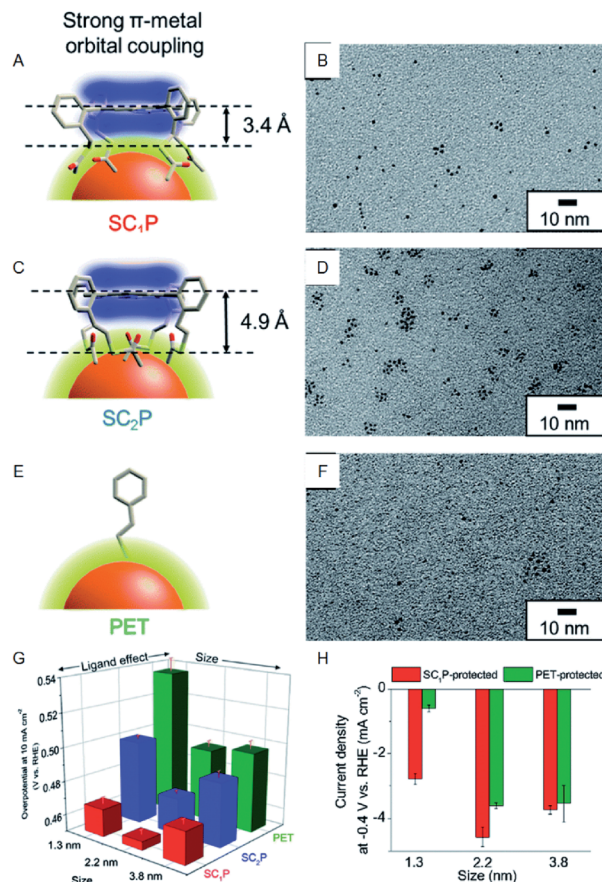 Strong π-metal
orbital coupling
A
3.4 Å
SC₁P
B
10 nm
C
4.9 Å
SC₂P
D
10 nm
E
PET
F
10 nm
G
Ligand effect
Size
Overpotential at 10 mA cm⁻²
(V vs. RHE)
0.54
0.52
0.50
0.48
0.46
1.3 nm
2.2 nm
3.8 nm
Size
SC₁P
SC₂P
PET
H
SC₁P-protected
PET-protected
Current density
at -0.4 V vs. RHE (mA cm⁻²)
0
-2
-4
1.3
2.2
3.8
Size (nm)